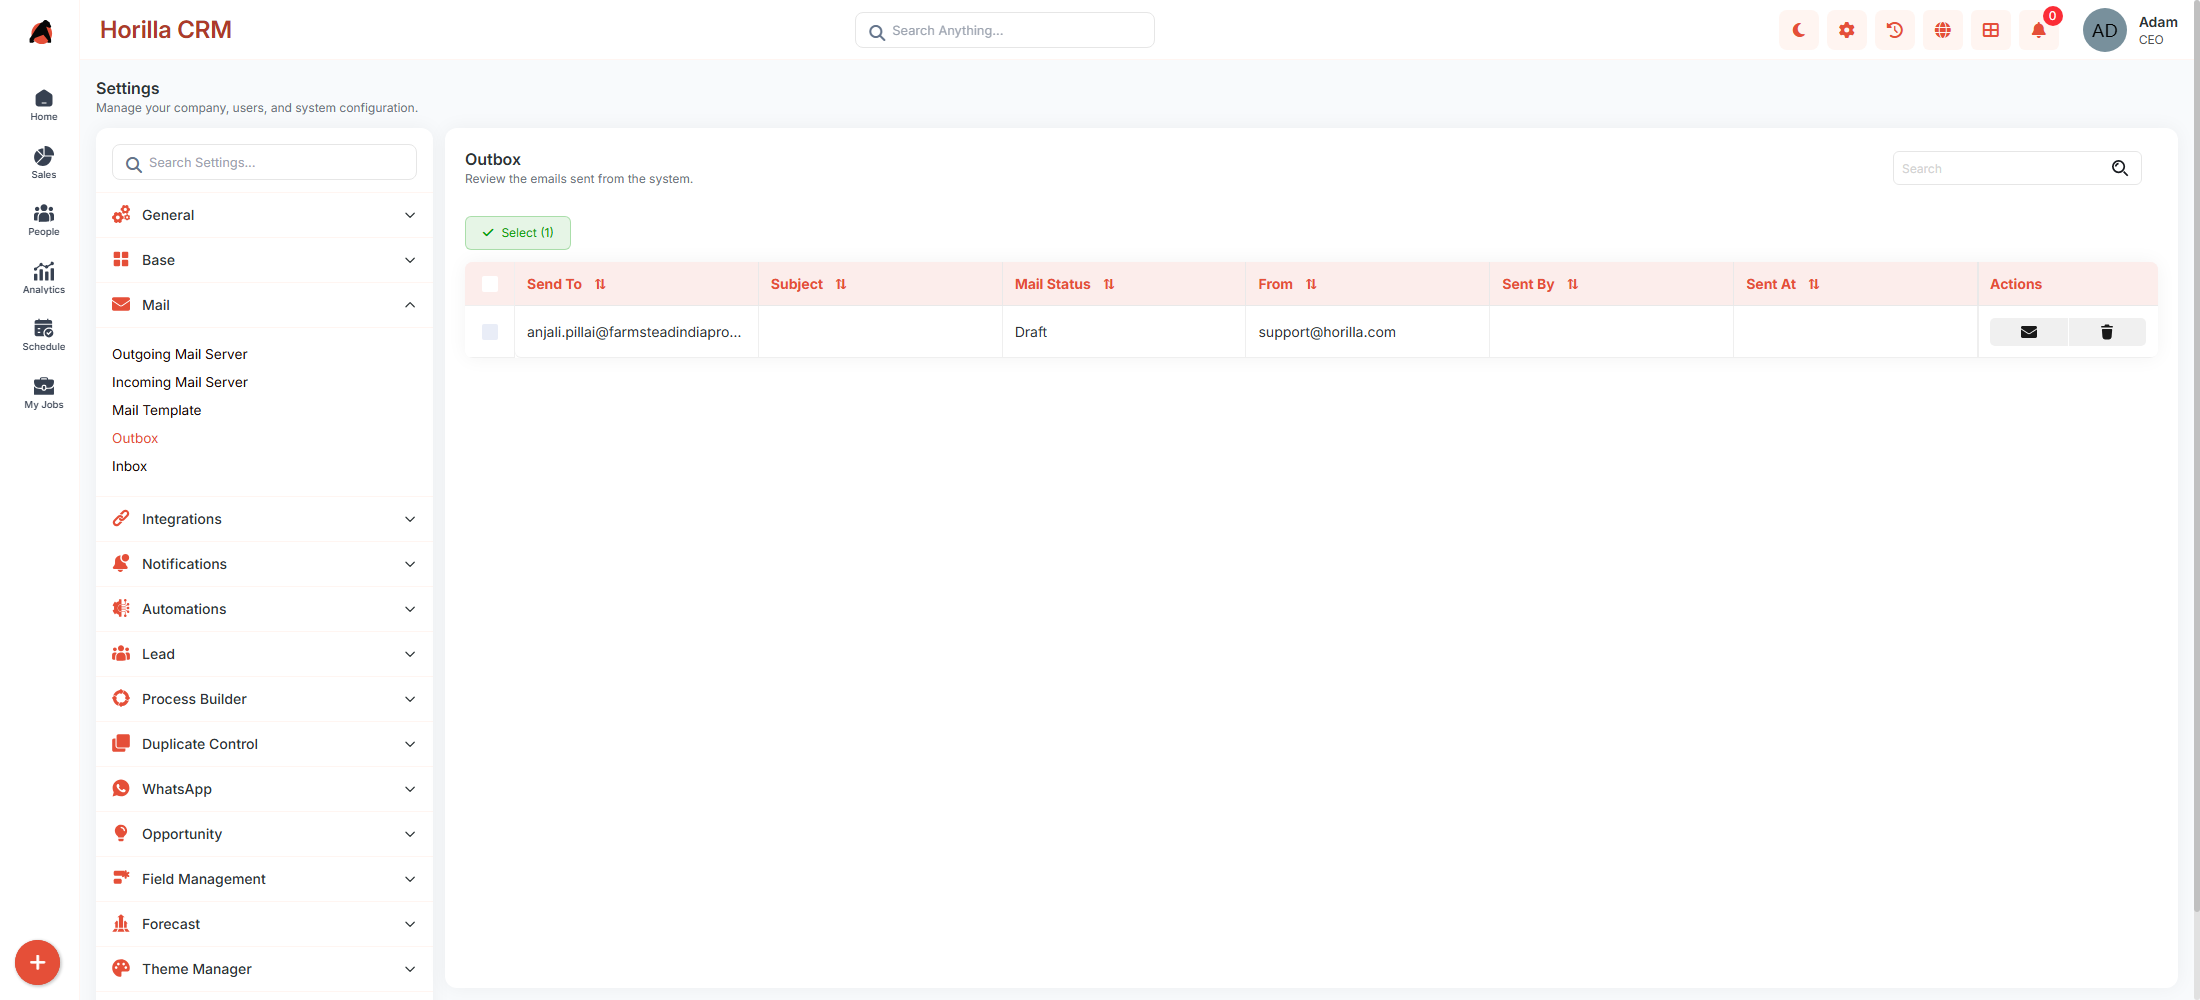 Horilla CRM
Search Anything...
0
AD
Adam
CEO
Home
Sales
People
Analytics
Schedule
My Jobs
Settings
Manage your company, users, and system configuration.
Search Settings...
General
Base
Mail
Outgoing Mail Server
Incoming Mail Server
Mail Template
Outbox
Inbox
Integrations
Notifications
Automations
Lead
Process Builder
Duplicate Control
WhatsApp
Opportunity
Field Management
Forecast
Theme Manager
Outbox
Review the emails sent from the system.
Search
Select (1)
Send To Subject Mail Status From Sent By Sent At Actions
anjali.pillai@farmsteadindiapro... Draft support@horilla.com